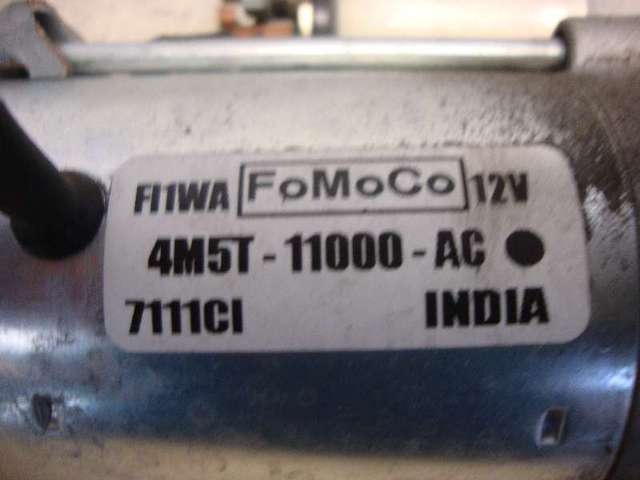 FI1WA FoMoCo 12V
4M5T - 11000 - AC
7111CI INDIA